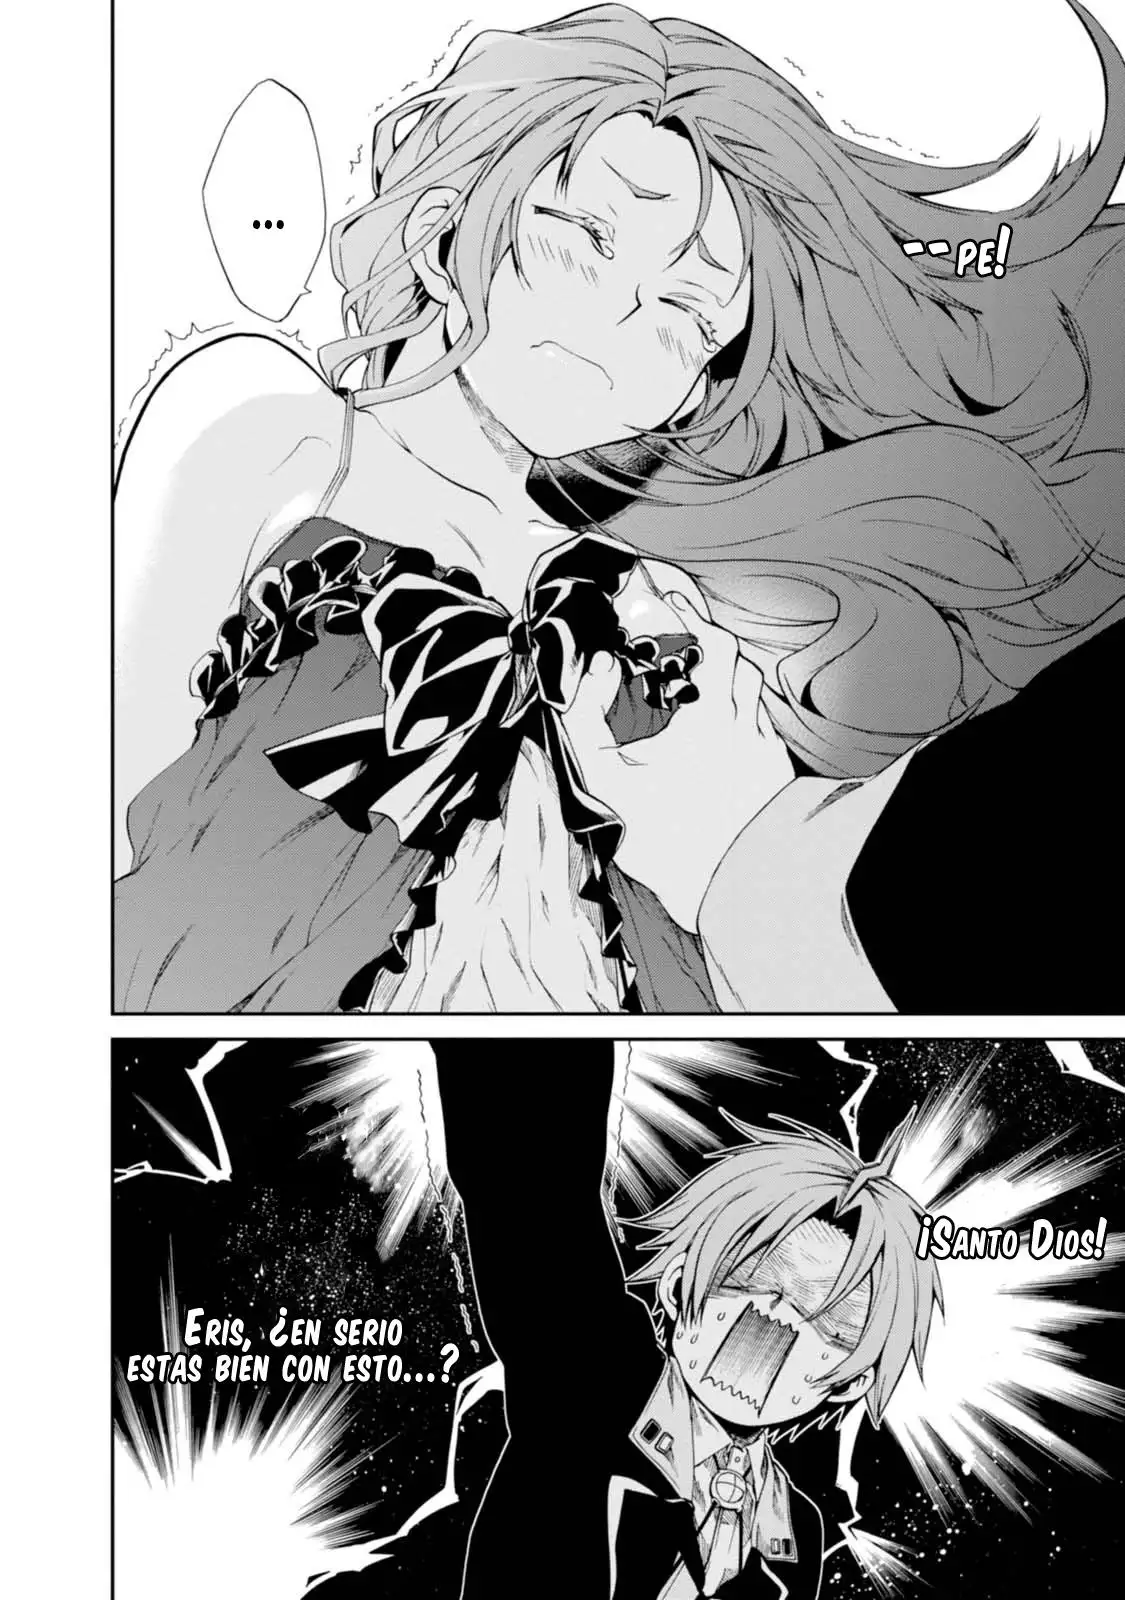 --PE!
...
¡SANTO DIOS!
ERIS, ¿EN SERIO
ESTAS BIEN CON ESTO...?